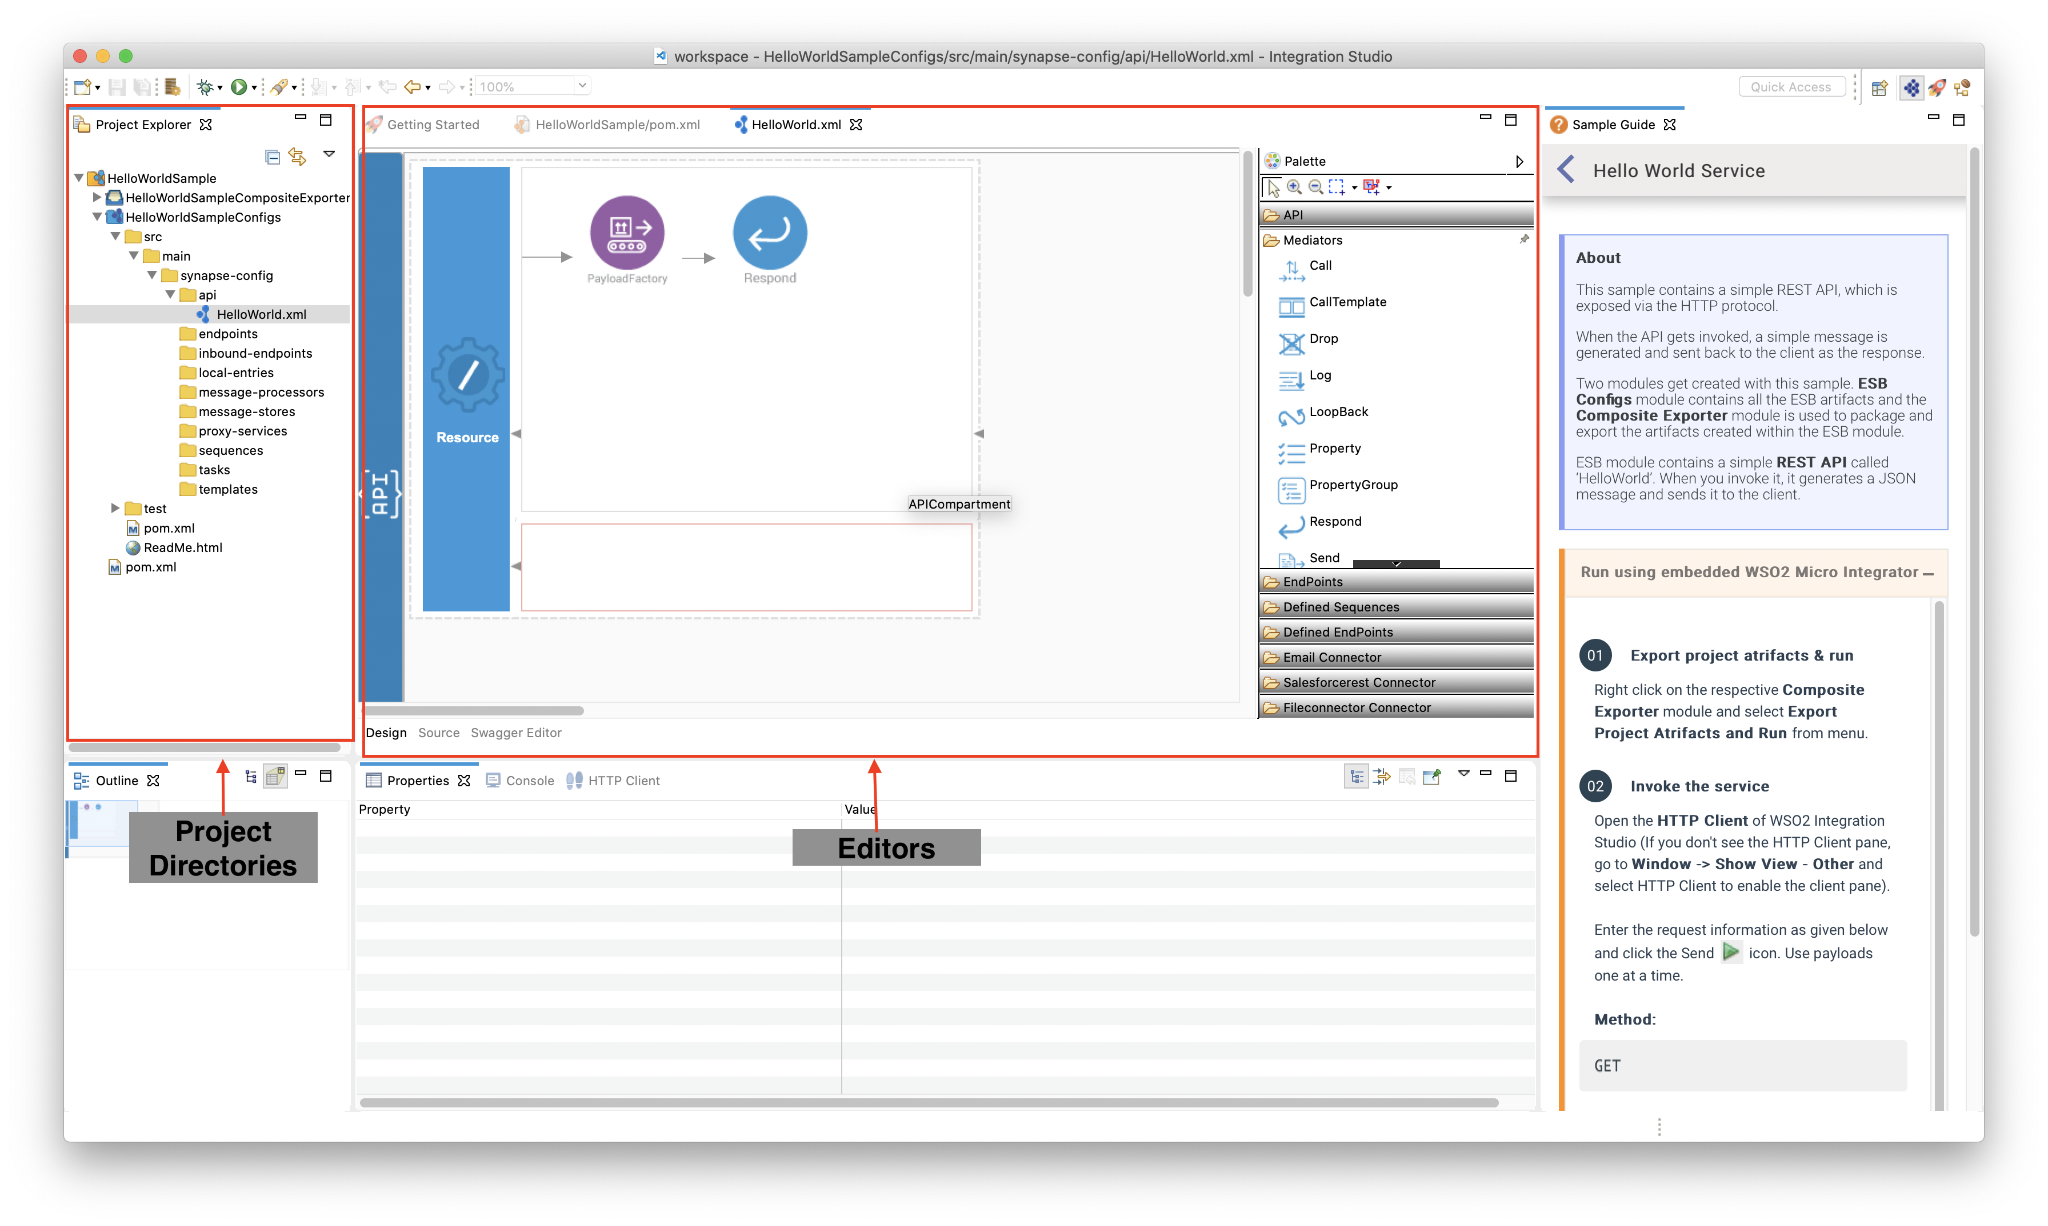 workspace - HelloWorldSampleConfigs/src/main/synapse-config/api/HelloWorld.xml - Integration Studio
100%
Quick Access
Project Explorer
HelloWorldSample
HelloWorldSampleCompositeExporter
HelloWorldSampleConfigs
src
main
synapse-config
api
HelloWorld.xml
endpoints
inbound-endpoints
local-entries
message-processors
message-stores
proxy-services
sequences
tasks
templates
test
pom.xml
ReadMe.html
pom.xml
Getting Started
HelloWorldSample/pom.xml
HelloWorld.xml
{API}
Resource
PayloadFactory
Respond
APICompartment
Palette
API
Mediators
Call
CallTemplate
Drop
Log
LoopBack
Property
PropertyGroup
Respond
Send
EndPoints
Defined Sequences
Defined EndPoints
Email Connector
Salesforcerest Connector
Fileconnector Connector
Design
Source
Swagger Editor
Outline
Project
Directories
Properties
Console
HTTP Client
Property
Value
Editors
Sample Guide
Hello World Service
About
This sample contains a simple REST API, which is
exposed via the HTTP protocol.
When the API gets invoked, a simple message is
generated and sent back to the client as the response.
Two modules get created with this sample. ESB
Configs module contains all the ESB artifacts and the
Composite Exporter module is used to package and
export the artifacts created within the ESB module.
ESB module contains a simple REST API called
'HelloWorld'. When you invoke it, it generates a JSON
message and sends it to the client.
Run using embedded WSO2 Micro Integrator
01
Export project atrifacts & run
Right click on the respective Composite
Exporter module and select Export
Project Atrifacts and Run from menu.
02
Invoke the service
Open the HTTP Client of WSO2 Integration
Studio (If you don't see the HTTP Client pane,
go to Window -> Show View - Other and
select HTTP Client to enable the client pane).
Enter the request information as given below
and click the Send icon. Use payloads
one at a time.
Method:
GET